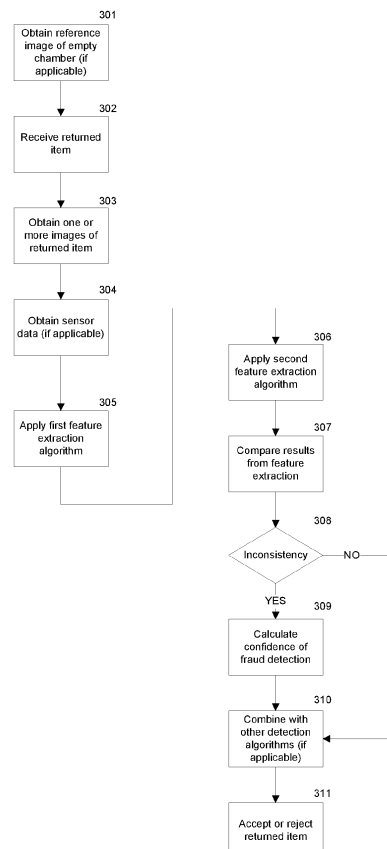 301
Obtain reference
image of empty
chamber (if
applicable)
302
Receive returned
item
303
Obtain one or
more images of
returned item
304
Obtain sensor
data (if applicable)
305
Apply first feature
extraction
algorithm
306
Apply second
feature extraction
algorithm
307
Compare results
from feature
extraction
308
Inconsistency
NO
YES
309
Calculate
confidence of
fraud detection
310
Combine with
other detection
algorithms (if
applicable)
311
Accept or reject
returned item